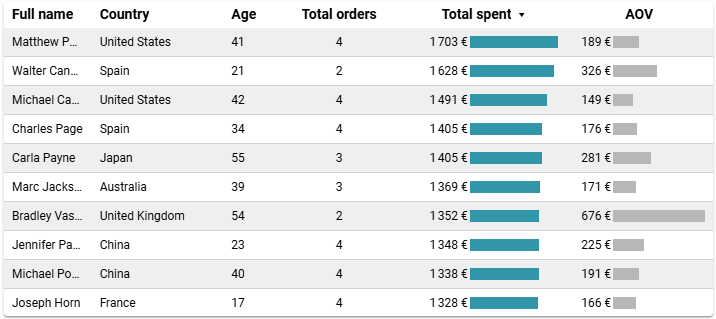 Full name Country Age Total orders Total spent AOV
Matthew P... United States 41 4 1 703 € 189 €
Walter Can... Spain 21 2 1 628 € 326 €
Michael Ca... United States 42 4 1 491 € 149 €
Charles Page Spain 34 4 1 405 € 176 €
Carla Payne Japan 55 3 1 405 € 281 €
Marc Jacks... Australia 39 3 1 369 € 171 €
Bradley Vas... United Kingdom 54 2 1 352 € 676 €
Jennifer Pa... China 23 4 1 348 € 225 €
Michael Po... China 40 4 1 338 € 191 €
Joseph Horn France 17 4 1 328 € 166 €